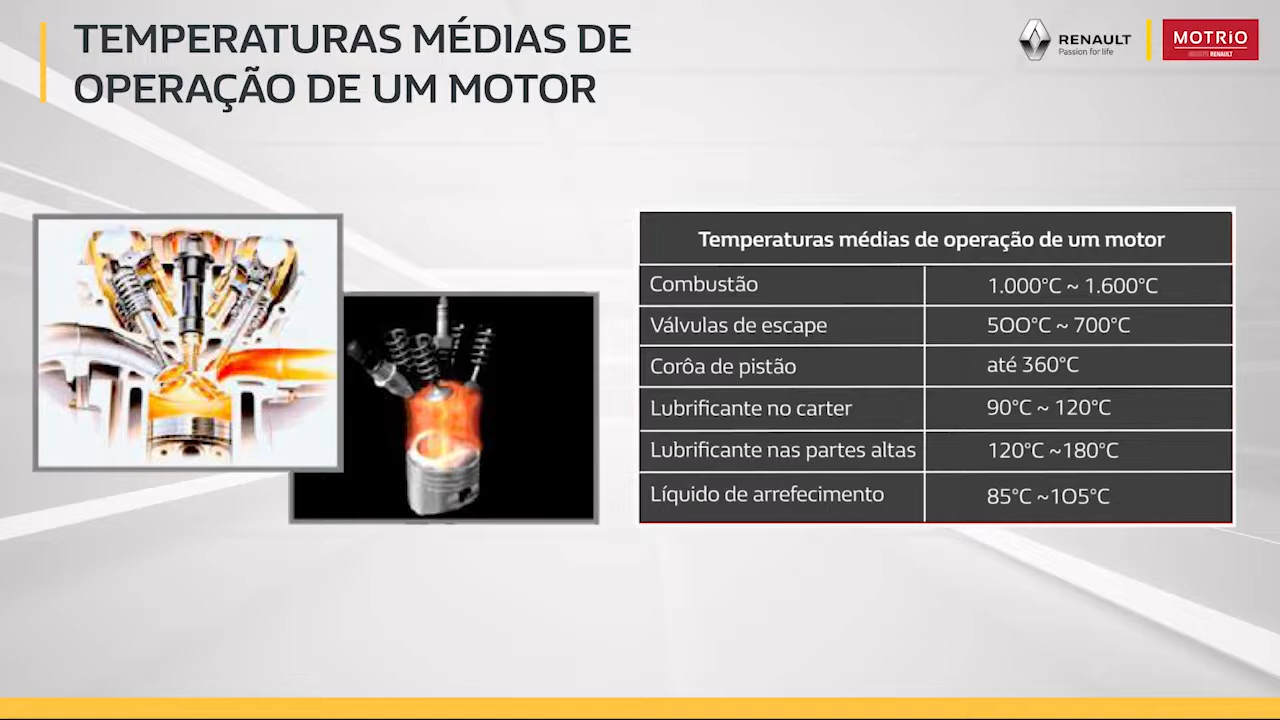 TEMPERATURAS MÉDIAS DE
OPERAÇÃO DE UM MOTOR
RENAULT
Passion for life
MOTRiO
RENAULT
Temperaturas médias de operação de um motor
Combustão 1.000°C ~ 1.600°C
Válvulas de escape 5OO°C ~ 700°C
Corôa de pistão até 360°C
Lubrificante no carter 90°C ~ 120°C
Lubrificante nas partes altas 120°C ~180°C
Líquido de arrefecimento 85°C ~1O5°C